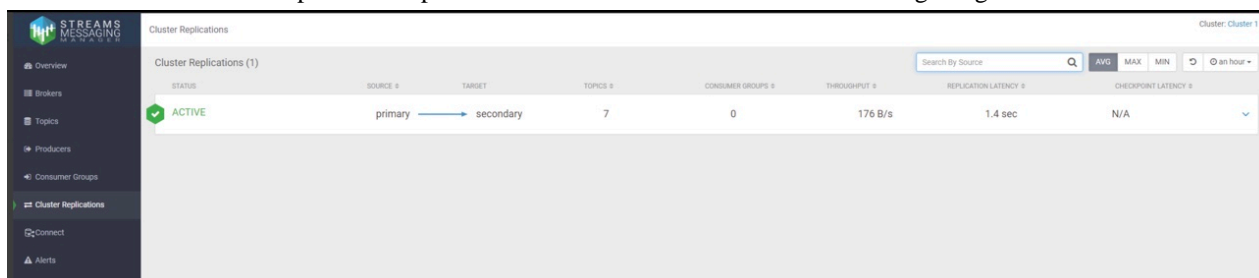 STREAMS
MESSAGING
MANAGER
Cluster Replications
Cluster: Cluster 1
Overview
Cluster Replications (1)
Search By Source
AVG MAX MIN an hour
Brokers
STATUS SOURCE TARGET TOPICS CONSUMER GROUPS THROUGHPUT REPLICATION LATENCY CHECKPOINT LATENCY
Topics
ACTIVE primary secondary 7 0 176 B/s 1.4 sec N/A
Producers
Consumer Groups
Cluster Replications
Connect
Alerts